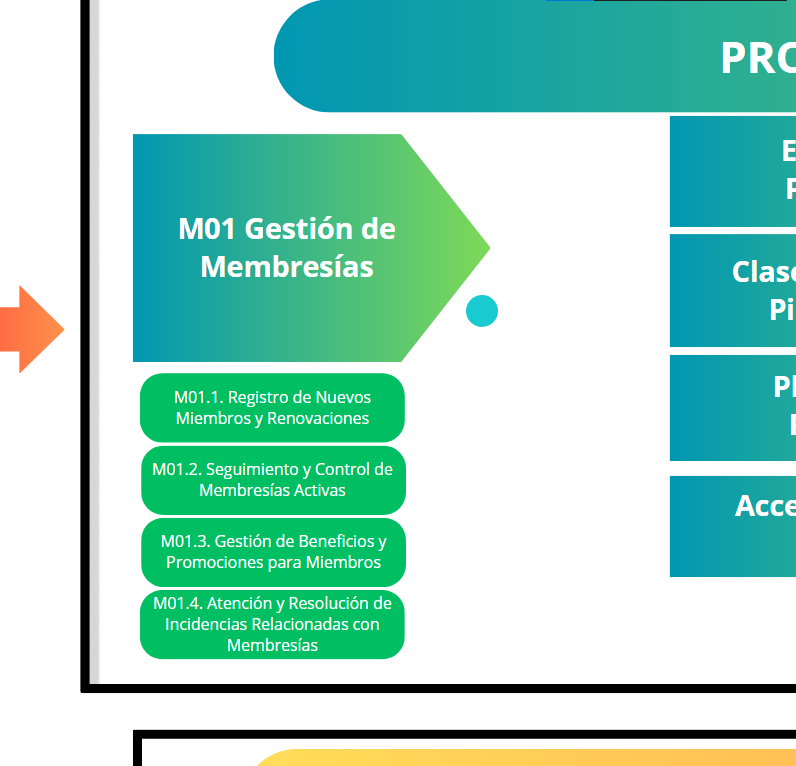 M01 Gestión de
Membresías
M01.1. Registro de Nuevos
Miembros y Renovaciones
M01.2. Seguimiento y Control de
Membresías Activas
M01.3. Gestión de Beneficios y
Promociones para Miembros
M01.4. Atención y Resolución de
Incidencias Relacionadas con
Membresías